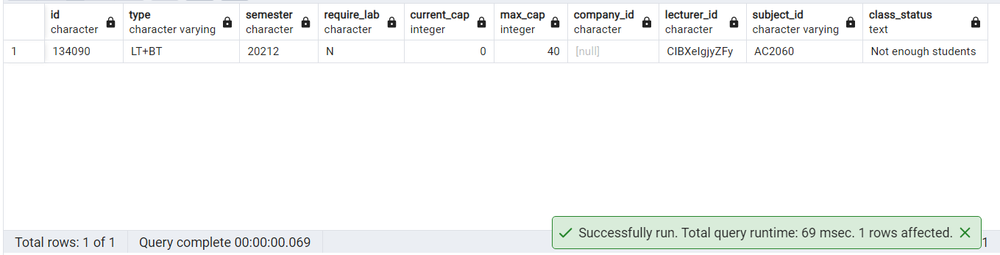 id type semester require_lab current_cap max_cap company_id lecturer_id subject_id class_status
character character varying character character integer integer character character character varying text
1 134090 LT+BT 20212 N 0 40 [null] CIBXeIgjyZFy AC2060 Not enough students
Successfully run. Total query runtime: 69 msec. 1 rows affected.
Total rows: 1 of 1 Query complete 00:00:00.069 1